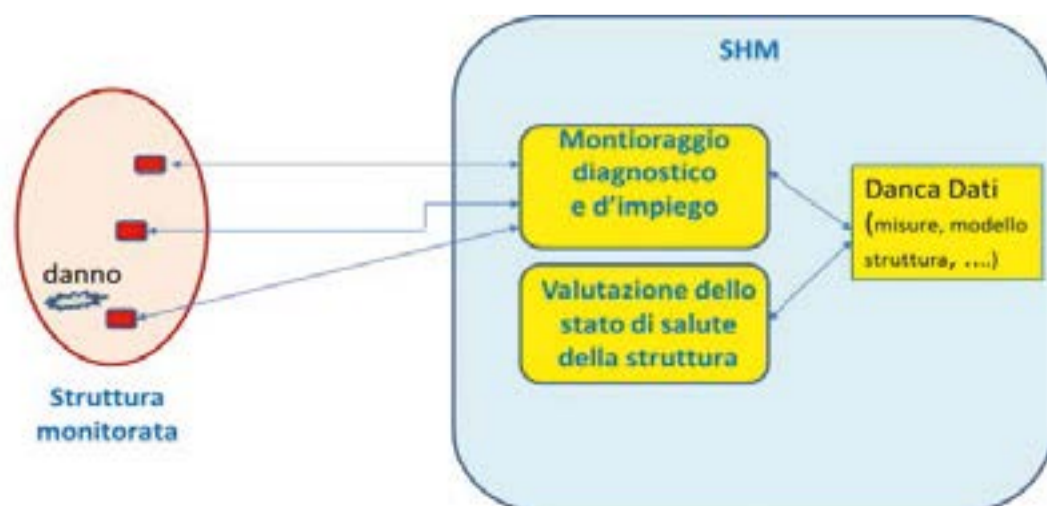 SHM
Montioraggio
diagnostico
e d'impiego
Danca Dati
(misure, modello
struttura, ....)
danno
Valutazione dello
stato di salute
della struttura
Struttura
monitorata